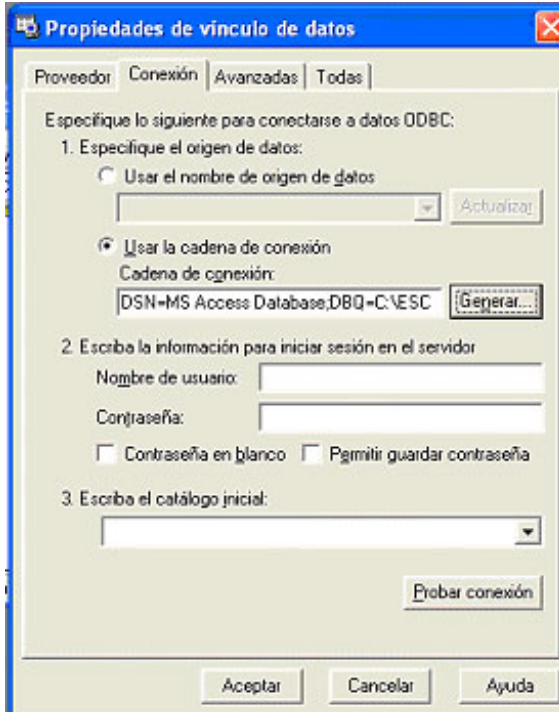 Propiedades de vínculo de datos
Proveedor Conexión Avanzadas Todas
Especifique lo siguiente para conectarse a datos ODBC:
1. Especifique el origen de datos:
Usar el nombre de origen de datos
Actualizar
Usar la cadena de conexión
Cadena de conexión:
DSN=MS Access Database;DBQ=C:\ESC Generar...
2. Escriba la información para iniciar sesión en el servidor
Nombre de usuario:
Contraseña:
Contraseña en blanco Permitir guardar contraseña
3. Escriba el catálogo inicial:
Probar conexión
Aceptar Cancelar Ayuda